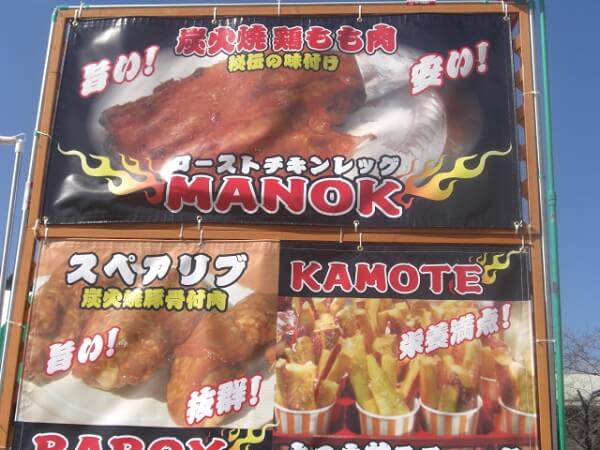 炭火焼 鶏もも肉
秘伝の味付け
旨い!
安い!
ローストチキンレッグ
MANOK
スペアリブ
炭火焼豚骨付肉
旨い!
抜群!
BABOY
KAMOTE
栄養満点!